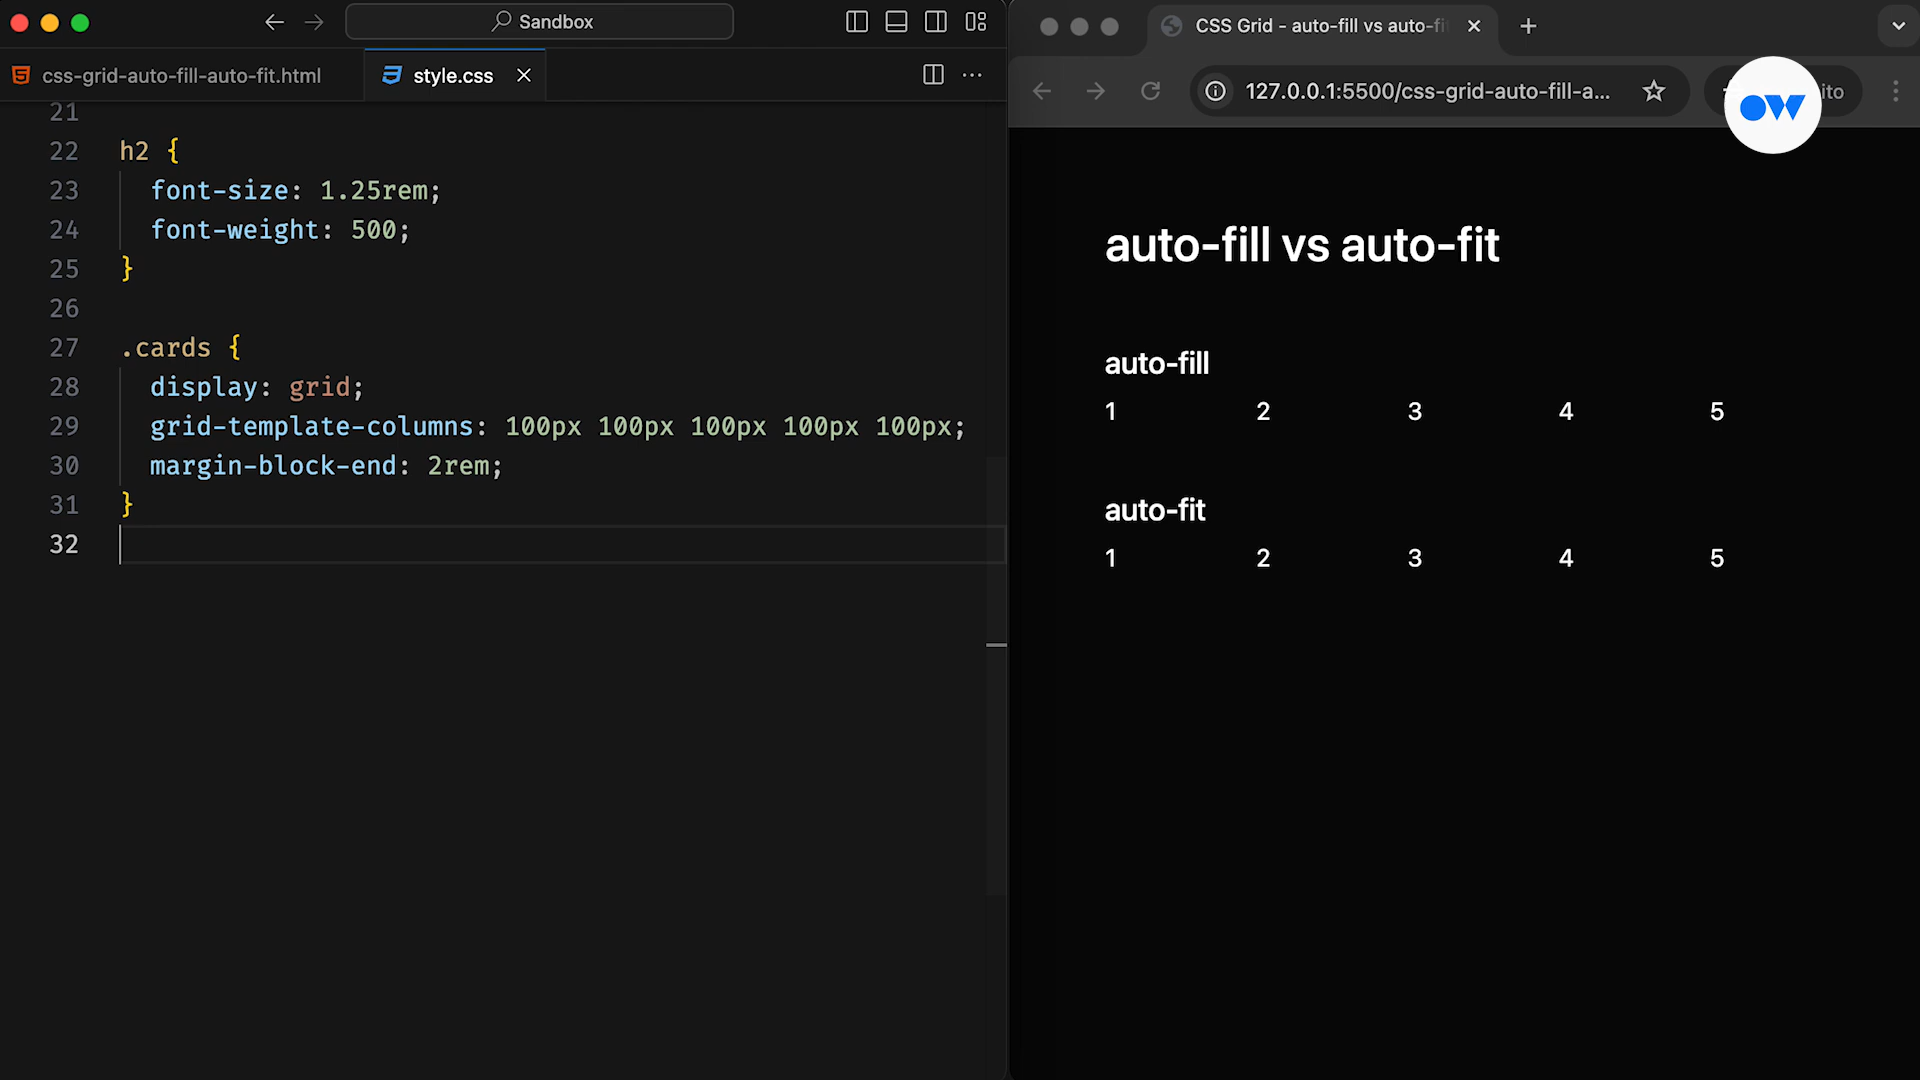 Sandbox
css-grid-auto-fill-auto-fit.html
style.css
21
22 h2 {
23 font-size: 1.25rem;
24 font-weight: 500;
25 }
26
27 .cards {
28 display: grid;
29 grid-template-columns: 100px 100px 100px 100px 100px;
30 margin-block-end: 2rem;
31 }
32
CSS Grid - auto-fill vs auto-fi
127.0.0.1:5500/css-grid-auto-fill-a...
ito
OW
auto-fill vs auto-fit
auto-fill
1 2 3 4 5
auto-fit
1 2 3 4 5